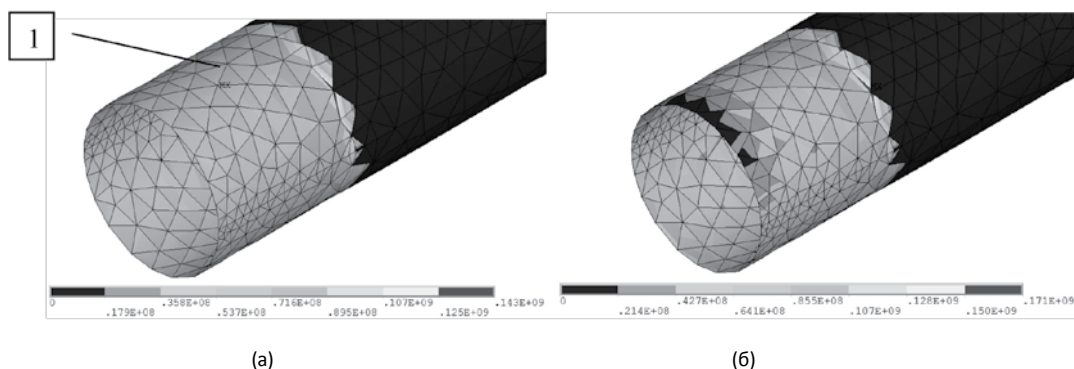 1
0 .358E+08 .716E+08 .107E+09 .143E+09
.179E+08 .537E+08 .895E+08 .125E+09
0 .427E+08 .855E+08 .128E+09 .171E+09
.214E+08 .641E+08 .107E+09 .150E+09
(а) (б)